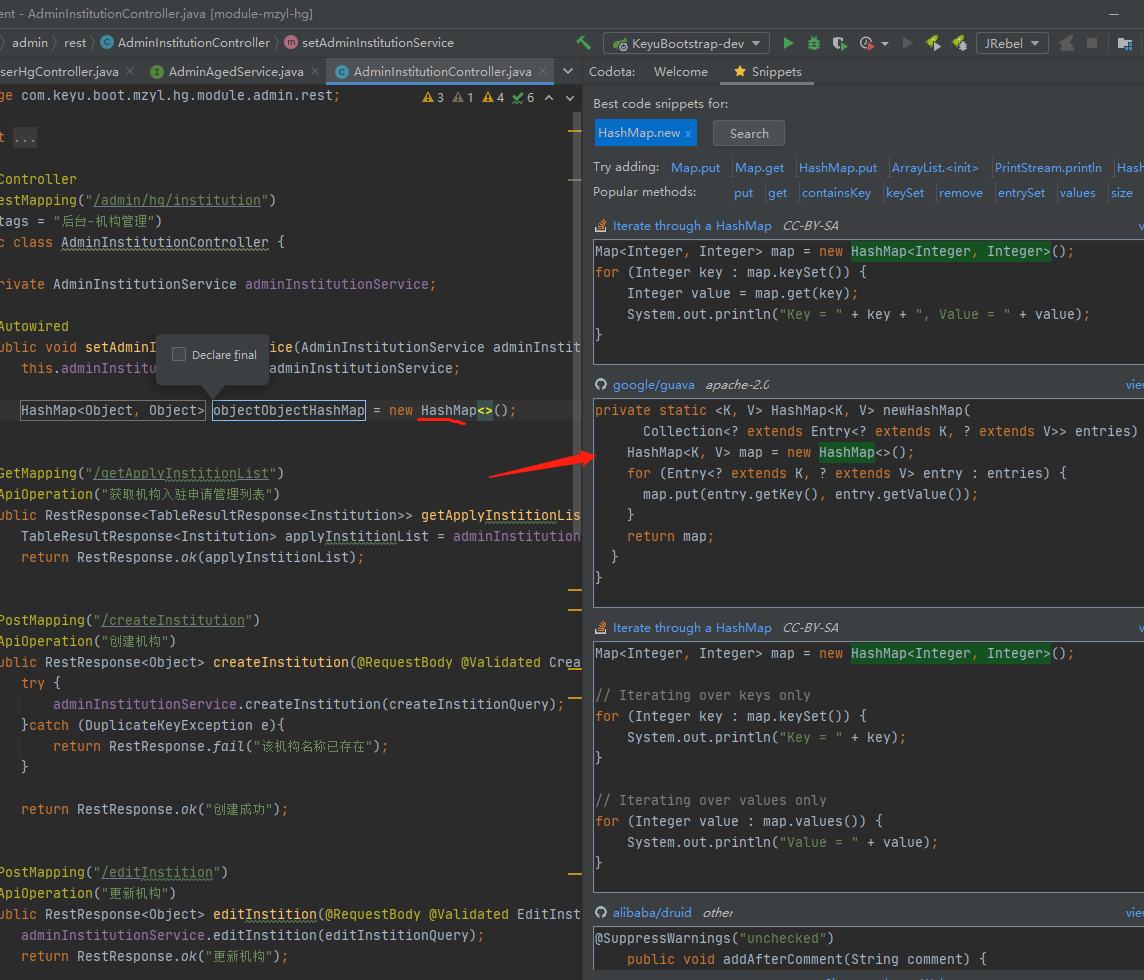 ent - AdminInstitutionController.java [module-mzyl-hg]
admin rest AdminInstitutionController setAdminInstitutionService KeyuBootstrap-dev JRebel
serHgController.java AdminAgedService.java AdminInstitutionController.java
ge com.keyu.boot.mzyl.hg.module.admin.rest; 3 1 4 6
t ...
Controller
estMapping("/admin/hg/institution")
tags = "后台-机构管理")
c class AdminInstitutionController {
rivate AdminInstitutionService adminInstitutionService;
Autowired
ublic void setAdminI ice(AdminInstitutionService adminInstit
Declare final
this.adminInstitu adminInstitutionService;
HashMap<Object, Object> objectObjectHashMap = new HashMap<>();
GetMapping("/getApplyInstitionList")
ApiOperation("获取机构入驻申请管理列表")
ublic RestResponse<TableResultResponse<Institution>> getApplyInstitionLis
TableResultResponse<Institution> applyInstitionList = adminInstitution
return RestResponse.ok(applyInstitionList);
PostMapping("/createInstitution")
ApiOperation("创建机构")
ublic RestResponse<Object> createInstitution(@RequestBody @Validated Crea
try {
adminInstitutionService.createInstitution(createInstitutionQuery);
}catch (DuplicateKeyException e){
return RestResponse.fail("该机构名称已存在");
}
return RestResponse.ok("创建成功");
PostMapping("/editInstition")
ApiOperation("更新机构")
ublic RestResponse<Object> editInstition(@RequestBody @Validated EditInst
adminInstitutionService.editInstition(editInstitionQuery);
return RestResponse.ok("更新机构");
Codota: Welcome Snippets
Best code snippets for:
HashMap.new x Search
Try adding: Map.put Map.get HashMap.put ArrayList.<init> PrintStream.println Hash
Popular methods: put get containsKey keySet remove entrySet values size
Iterate through a HashMap CC-BY-SA v
Map<Integer, Integer> map = new HashMap<Integer, Integer>();
for (Integer key : map.keySet()) {
Integer value = map.get(key);
System.out.println("Key = " + key + ", Value = " + value);
}
google/guava apache-2.0 view
private static <K, V> HashMap<K, V> newHashMap(
Collection<? extends Entry<? extends K, ? extends V>> entries)
HashMap<K, V> map = new HashMap<>();
for (Entry<? extends K, ? extends V> entry : entries) {
map.put(entry.getKey(), entry.getValue());
}
return map;
}
}
Iterate through a HashMap CC-BY-SA v
Map<Integer, Integer> map = new HashMap<Integer, Integer>();
// Iterating over keys only
for (Integer key : map.keySet()) {
System.out.println("Key = " + key);
}
// Iterating over values only
for (Integer value : map.values()) {
System.out.println("Value = " + value);
}
alibaba/druid other view
@SuppressWarnings("unchecked")
public void addAfterComment(String comment) {